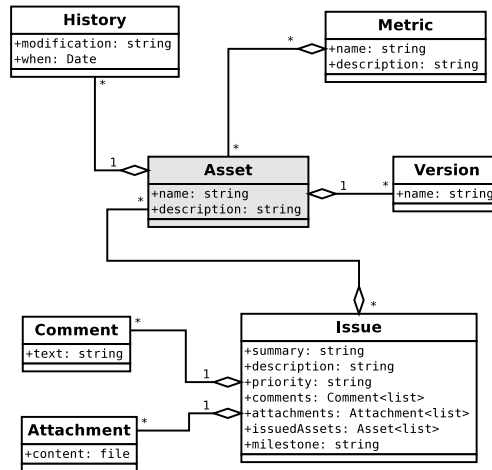 History
+modification: string
+when: Date
*
1
Metric
+name: string
+description: string
*
*
Asset
+name: string
+description: string
*
1
*
Version
+name: string
*
Issue
+summary: string
+description: string
+priority: string
+comments: Comment<list>
+attachments: Attachment<list>
+issuedAssets: Asset<list>
+milestone: string
Comment
+text: string
*
1
Attachment
+content: file
*
1